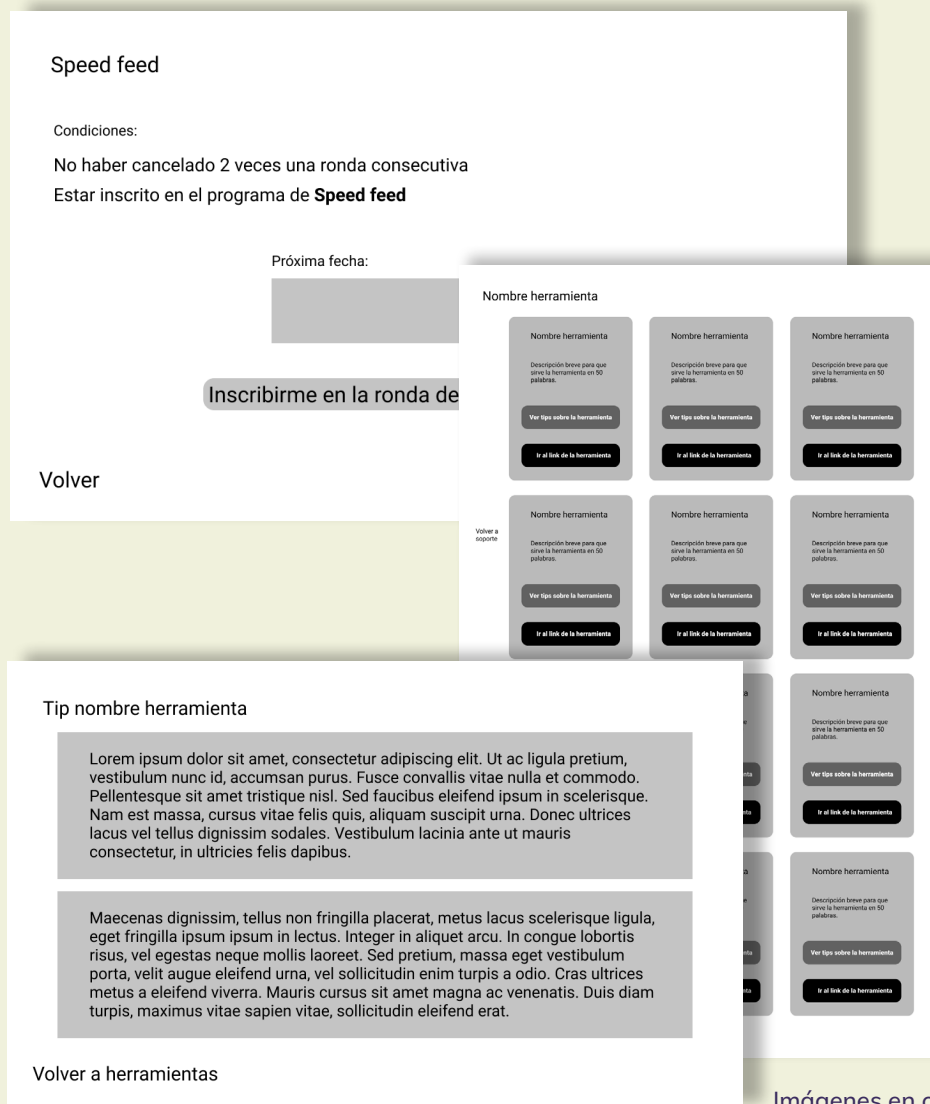 Speed feed
Condiciones:
No haber cancelado 2 veces una ronda consecutiva
Estar inscrito en el programa de Speed feed
Próxima fecha:
Inscribirme en la ronda de
Volver
Nombre herramienta
Nombre herramienta
Descripción breve para que
sirve la herramienta en 50
palabras.
Ver tips sobre la herramienta
Ir al link de la herramienta
Nombre herramienta
Descripción breve para que
sirve la herramienta en 50
palabras.
Ver tips sobre la herramienta
Ir al link de la herramienta
Nombre herramienta
Descripción breve para que
sirve la herramienta en 50
palabras.
Ver tips sobre la herramienta
Ir al link de la herramienta
Volver a
soporte
Nombre herramienta
Descripción breve para que
sirve la herramienta en 50
palabras.
Ver tips sobre la herramienta
Ir al link de la herramienta
Nombre herramienta
Descripción breve para que
sirve la herramienta en 50
palabras.
Ver tips sobre la herramienta
Ir al link de la herramienta
Nombre herramienta
Descripción breve para que
sirve la herramienta en 50
palabras.
Ver tips sobre la herramienta
Ir al link de la herramienta
Nombre herramienta
Descripción breve para que
sirve la herramienta en 50
palabras.
Ver tips sobre la herramienta
Ir al link de la herramienta
Nombre herramienta
Descripción breve para que
sirve la herramienta en 50
palabras.
Ver tips sobre la herramienta
Ir al link de la herramienta
Tip nombre herramienta
Lorem ipsum dolor sit amet, consectetur adipiscing elit. Ut ac ligula pretium,
vestibulum nunc id, accumsan purus. Fusce convallis vitae nulla et commodo.
Pellentesque sit amet tristique nisl. Sed faucibus eleifend ipsum in scelerisque.
Nam est massa, cursus vitae felis quis, aliquam suscipit urna. Donec ultrices
lacus vel tellus dignissim sodales. Vestibulum lacinia ante ut mauris
consectetur, in ultricies felis dapibus.
Maecenas dignissim, tellus non fringilla placerat, metus lacus scelerisque ligula,
eget fringilla ipsum ipsum in lectus. Integer in aliquet arcu. In congue lobortis
risus, vel egestas neque mollis laoreet. Sed pretium, massa eget vestibulum
porta, velit augue eleifend urna, vel sollicitudin enim turpis a odio. Cras ultrices
metus a eleifend viverra. Mauris cursus sit amet magna ac venenatis. Duis diam
turpis, maximus vitae sapien vitae, sollicitudin eleifend erat.
Volver a herramientas
Imágenes en